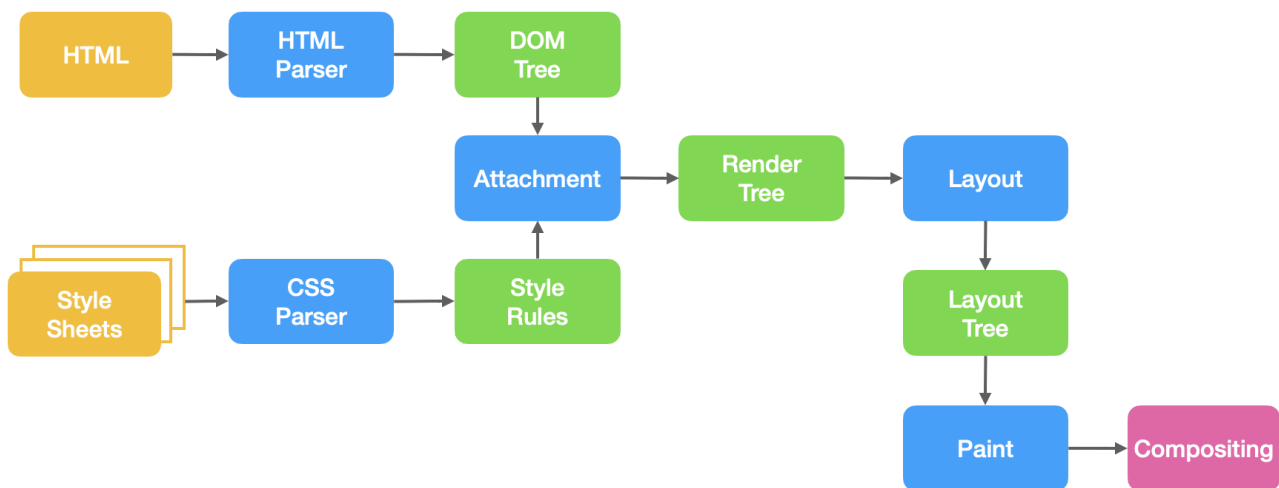 HTML
HTML
Parser
DOM
Tree
Attachment
Render
Tree
Layout
Style
Sheets
CSS
Parser
Style
Rules
Layout
Tree
Paint
Compositing